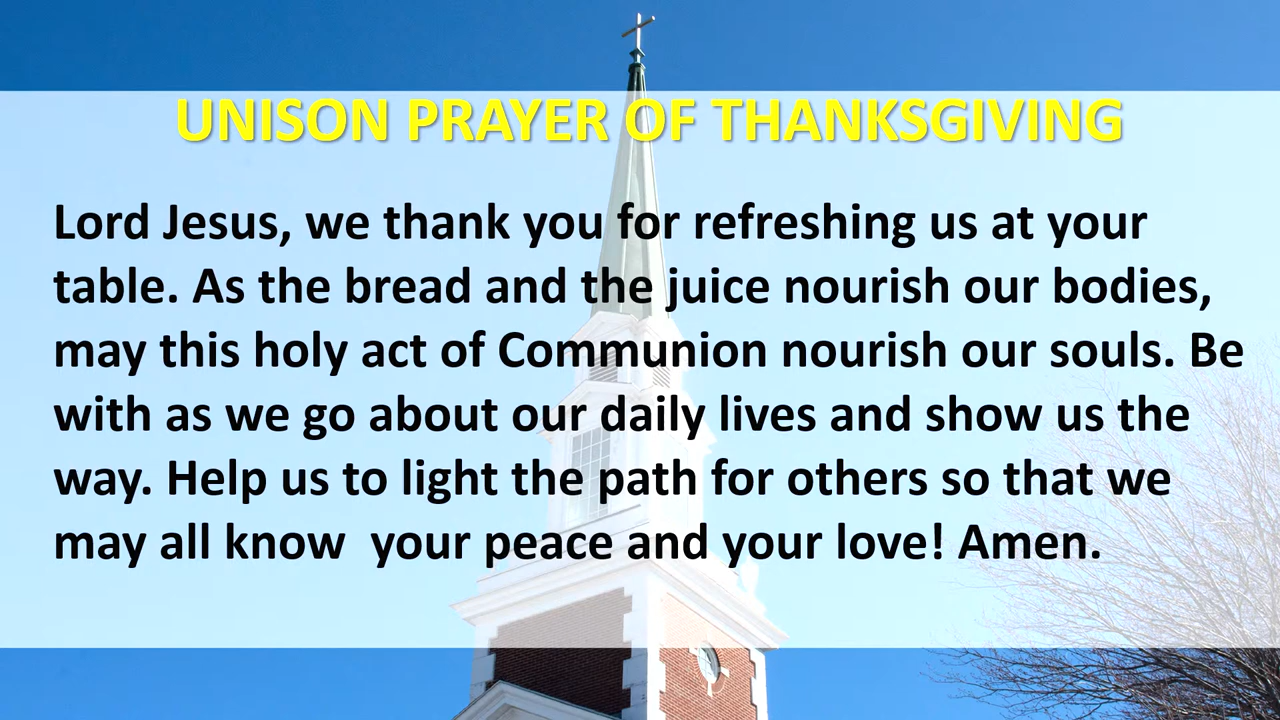 UNISON PRAYER OF THANKSGIVING
Lord Jesus, we thank you for refreshing us at your
table. As the bread and the juice nourish our bodies,
may this holy act of Communion nourish our souls. Be
with as we go about our daily lives and show us the
way. Help us to light the path for others so that we
may all know  your peace and your love! Amen.